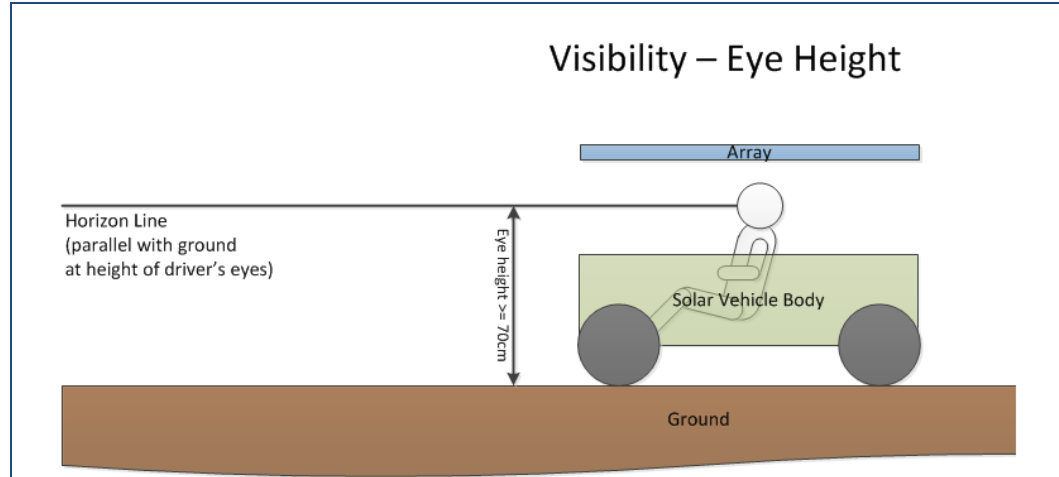 Visibility – Eye Height
Array
Horizon Line
(parallel with ground
at height of driver's eyes)
Eye height >= 70cm
Solar Vehicle Body
Ground